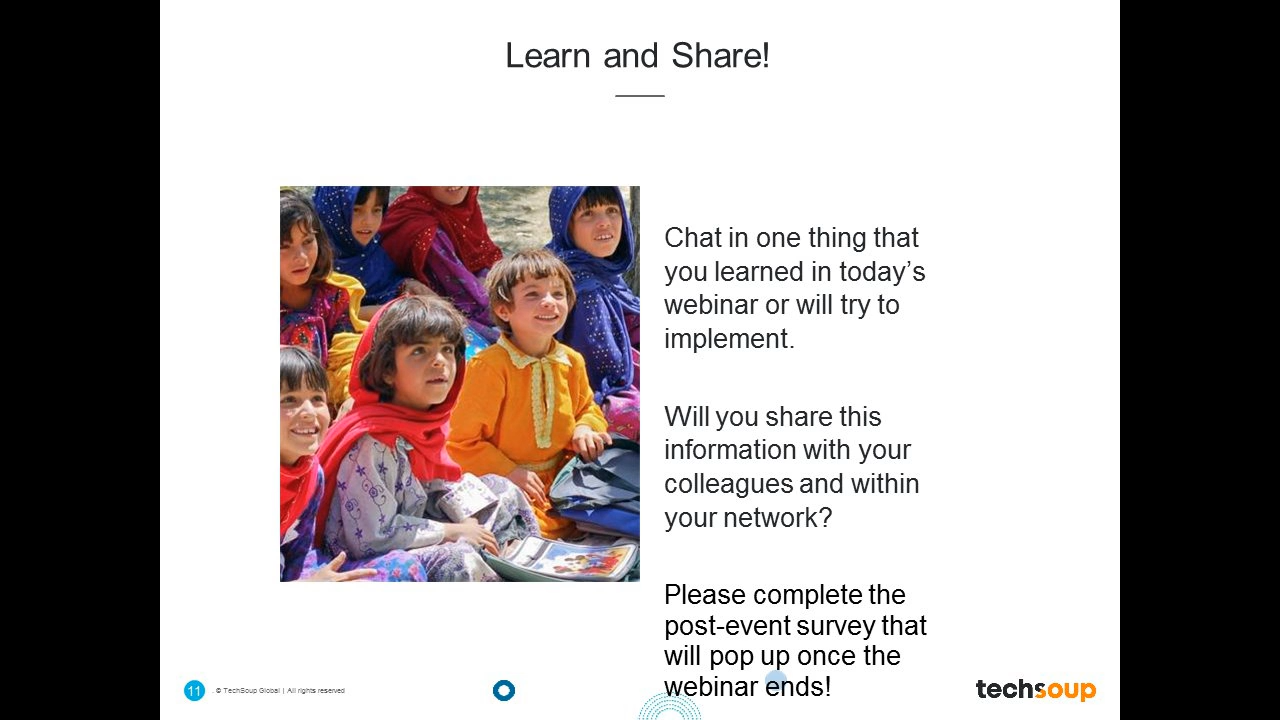 Learn and Share!
Chat in one thing that
you learned in today’s
webinar or will try to
implement.
Will you share this
information with your
colleagues and within
your network?
Please complete the
post-event survey that
will pop up once the
webinar ends!
11
© TechSoup Global | All rights reserved
techsoup